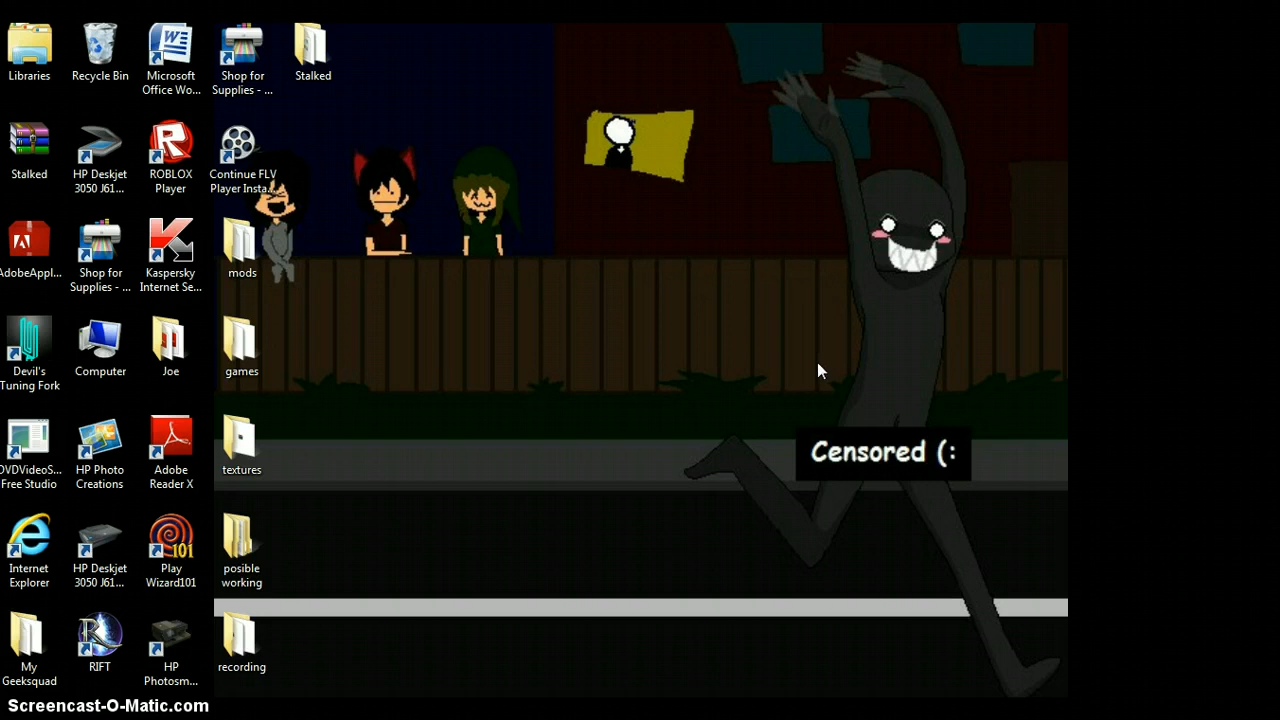 Libraries
Recycle Bin
Microsoft
Office Wo...
Shop for
Supplies - ...
Stalked
Stalked
HP Deskjet
3050 J61...
ROBLOX
Player
Continue FLV
Player Insta...
AdobeAppl...
Shop for
Supplies - ...
Kaspersky
Internet Se...
mods
Devil's
Tuning Fork
Computer
Joe
games
DVDVideoS...
Free Studio
HP Photo
Creations
Adobe
Reader X
textures
Censored (:
Internet
Explorer
HP Deskjet
3050 J61...
Play
Wizard101
101
posible
working
My
Geeksquad
RIFT
HP
Photosm...
recording
Screencast-O-Matic.com